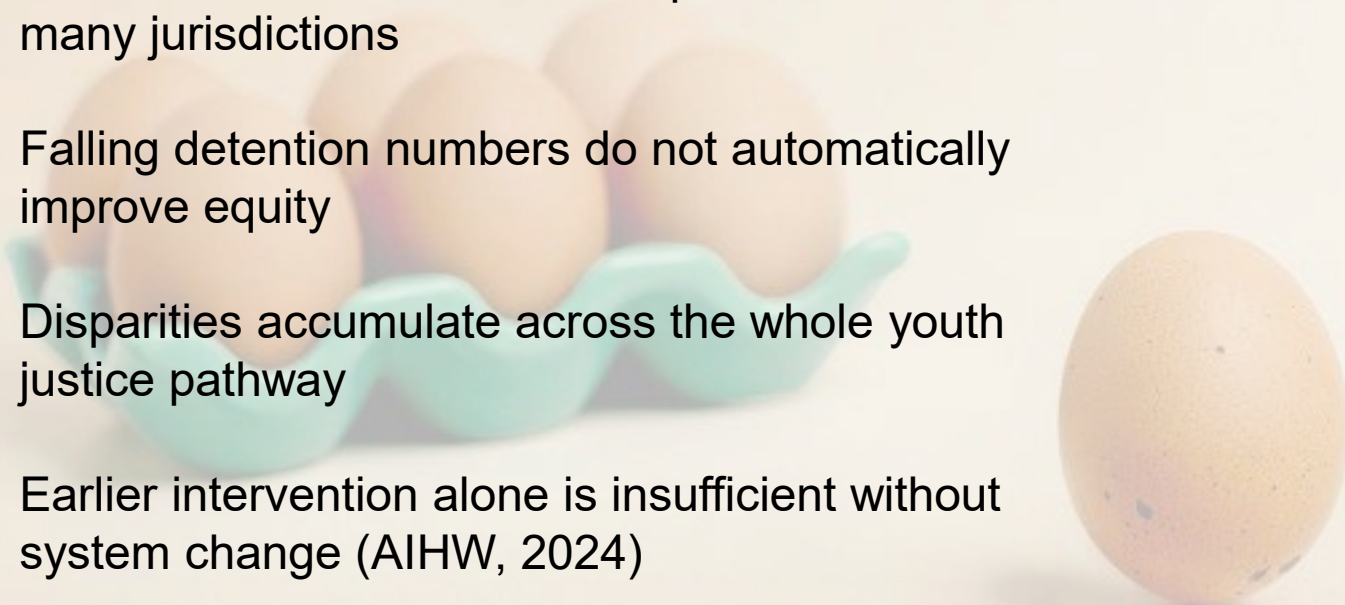 many jurisdictions
Falling detention numbers do not automatically
improve equity
Disparities accumulate across the whole youth
justice pathway
Earlier intervention alone is insufficient without
system change (AIHW, 2024)